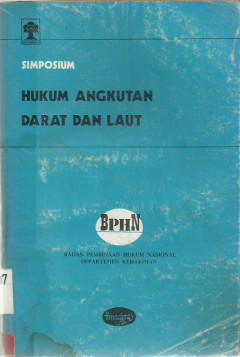 SIMPOSIUM
HUKUM ANGKUTAN
DARAT DAN LAUT
BPHN
BADAN PEMBINAAN HUKUM NASIONAL
DEPARTEMEN KEHAKIMAN